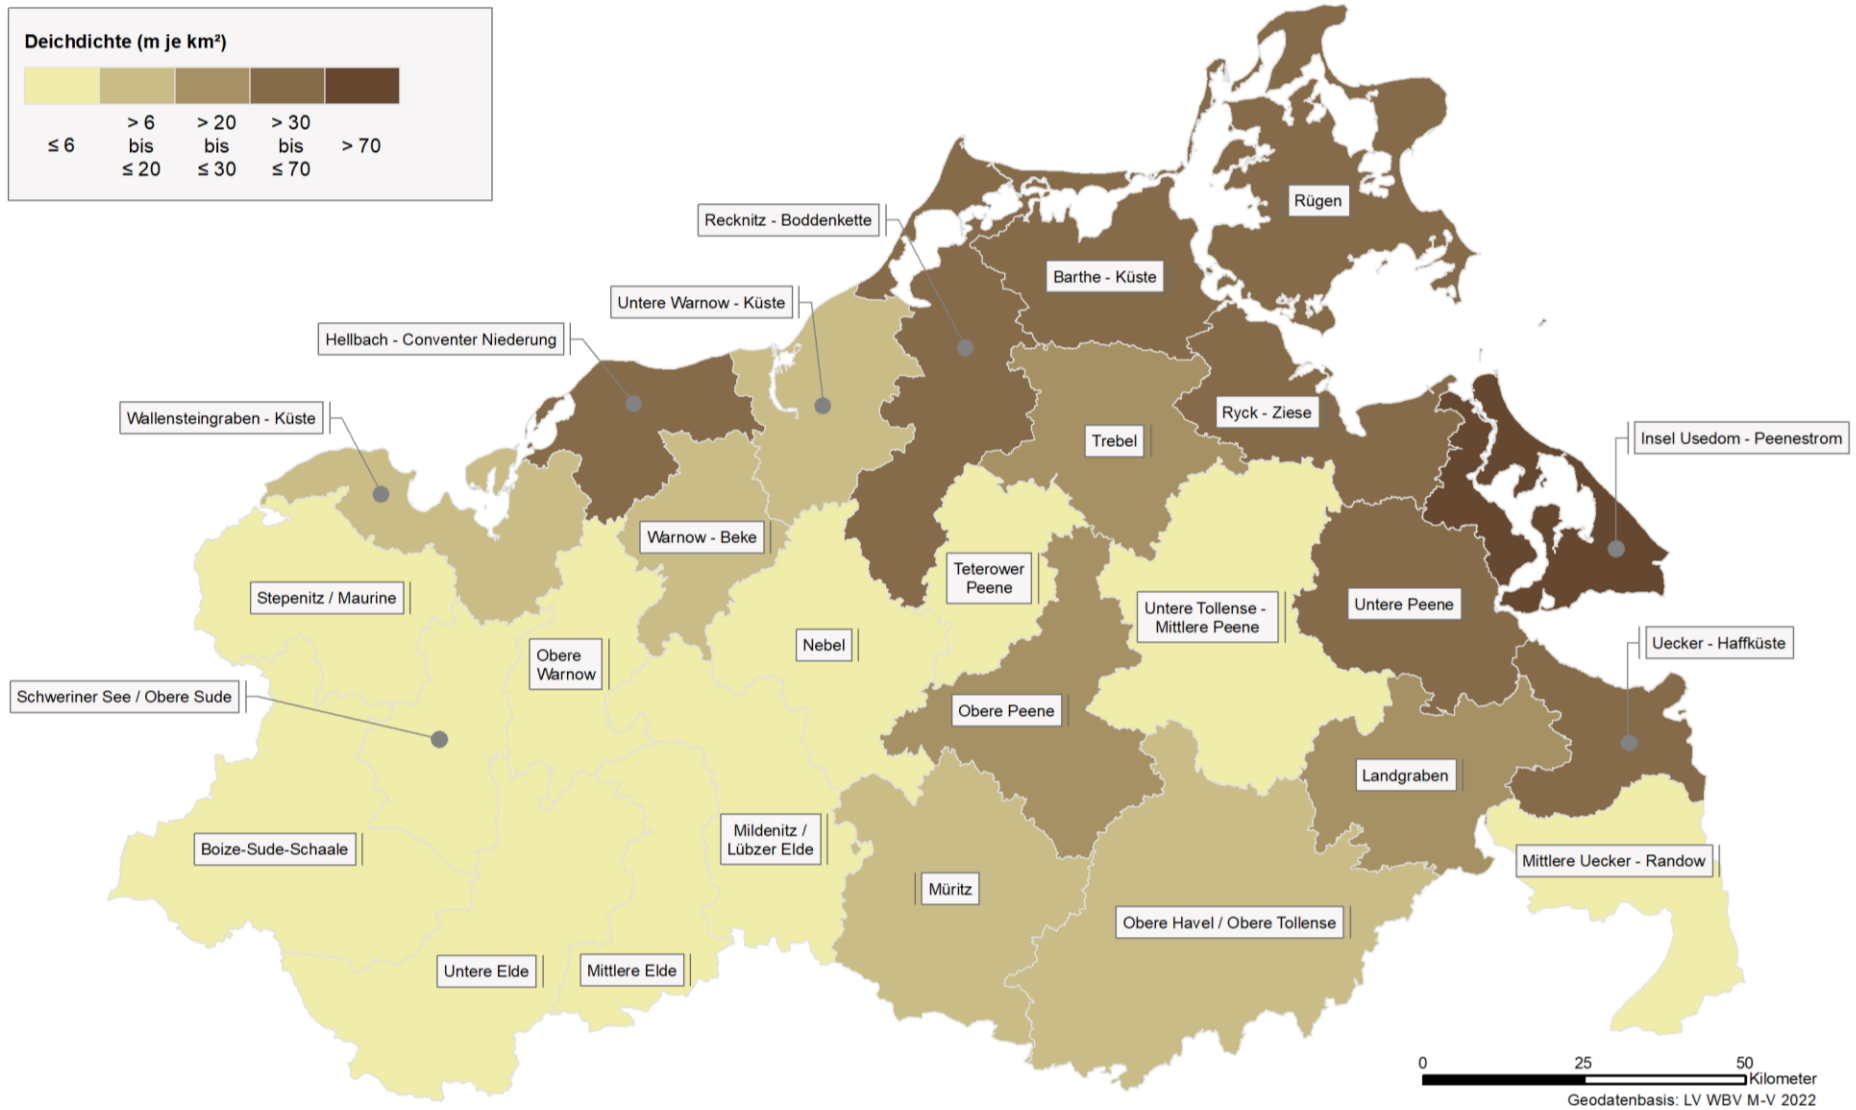 Deichdichte (m je km²)
≤ 6
> 6
bis
≤ 20
> 20
bis
≤ 30
> 30
bis
≤ 70
> 70
Rügen
Recknitz - Boddenkette
Barthe - Küste
Untere Warnow - Küste
Hellbach - Conventer Niederung
Wallensteingraben - Küste
Ryck - Ziese
Trebel
Insel Usedom - Peenestrom
Warnow - Beke
Teterower
Peene
Stepenitz / Maurine
Untere Tollense -
Mittlere Peene
Untere Peene
Nebel
Obere
Warnow
Uecker - Haffküste
Schweriner See / Obere Sude
Obere Peene
Landgraben
Mildenitz /
Lübzer Elde
Boize-Sude-Schaale
Mittlere Uecker - Randow
Müritz
Obere Havel / Obere Tollense
Untere Elde
Mittlere Elde
0 25 50
Kilometer
Geodatenbasis: LV WBV M-V 2022